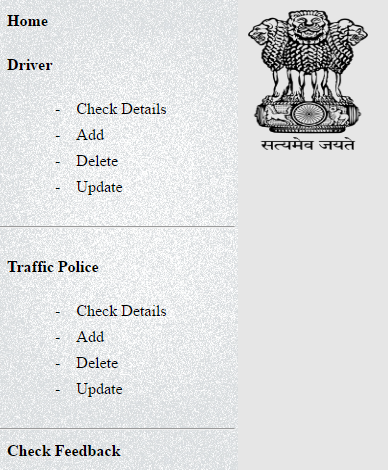 Home
Driver
- Check Details
- Add
- Delete
- Update
Traffic Police
- Check Details
- Add
- Delete
- Update
Check Feedback
सत्यमेव जयते